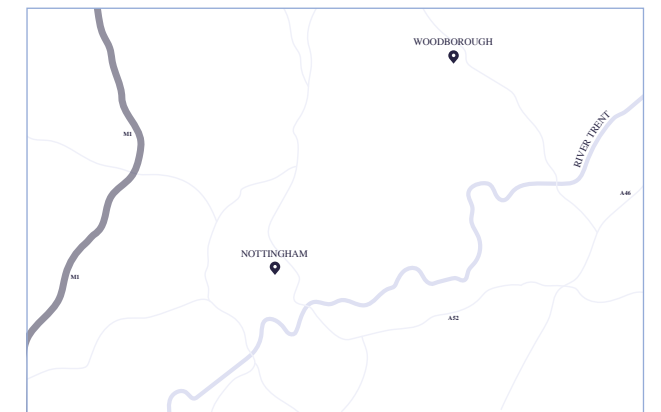 WOODBOROUGH
M1
RIVER TRENT
A46
NOTTINGHAM
M1
A52